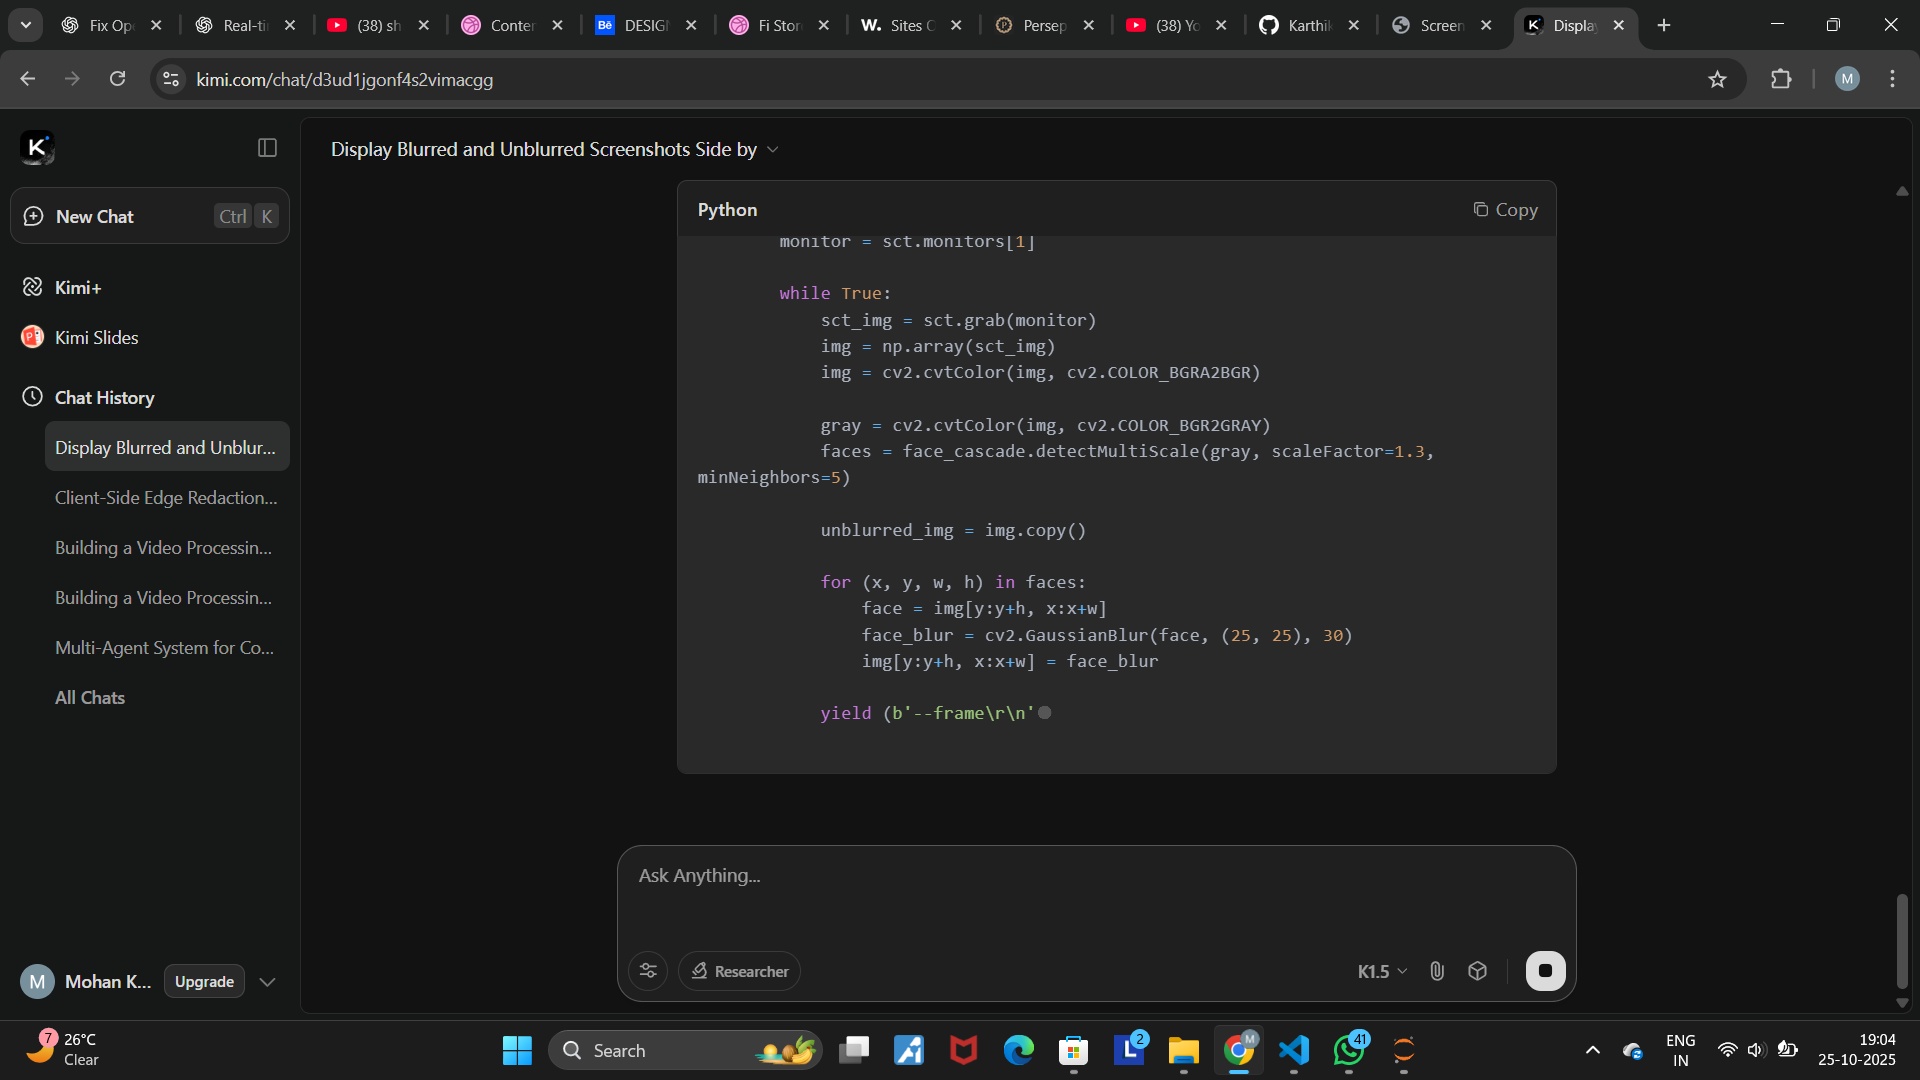 Fix Op
Real-ti
(38) sh
Conter
Bē
DESIG
Fi Stor
W.
Sites
Persep
(38) Yo
Karthik
Screen
Displa
kimi.com/chat/d3ud1jgonf4s2vimacgg
M
K
Display Blurred and Unblurred Screenshots Side by
New Chat
Ctrl K
Kimi+
Kimi Slides
Chat History
Display Blurred and Unblur...
Client-Side Edge Redaction...
Building a Video Processin...
Building a Video Processin...
Multi-Agent System for Co...
All Chats
Python
Copy
monitor = sct.monitors[1]
while True:
sct_img = sct.grab(monitor)
img = np.array(sct_img)
img = cv2.cvtColor(img, cv2.COLOR_BGRA2BGR)
gray = cv2.cvtColor(img, cv2.COLOR_BGR2GRAY)
faces = face_cascade.detectMultiScale(gray, scaleFactor=1.3,
minNeighbors=5)
unblurred_img = img.copy()
for (x, y, w, h) in faces:
face = img[y:y+h, x:x+w]
face_blur = cv2.GaussianBlur(face, (25, 25), 30)
img[y:y+h, x:x+w] = face_blur
yield (b'--frame\r\n'
Ask Anything...
Researcher
K1.5
M
Mohan K...
Upgrade
7
26°C
Clear
Search
L
2
M
41
ENG
IN
19:04
25-10-2025